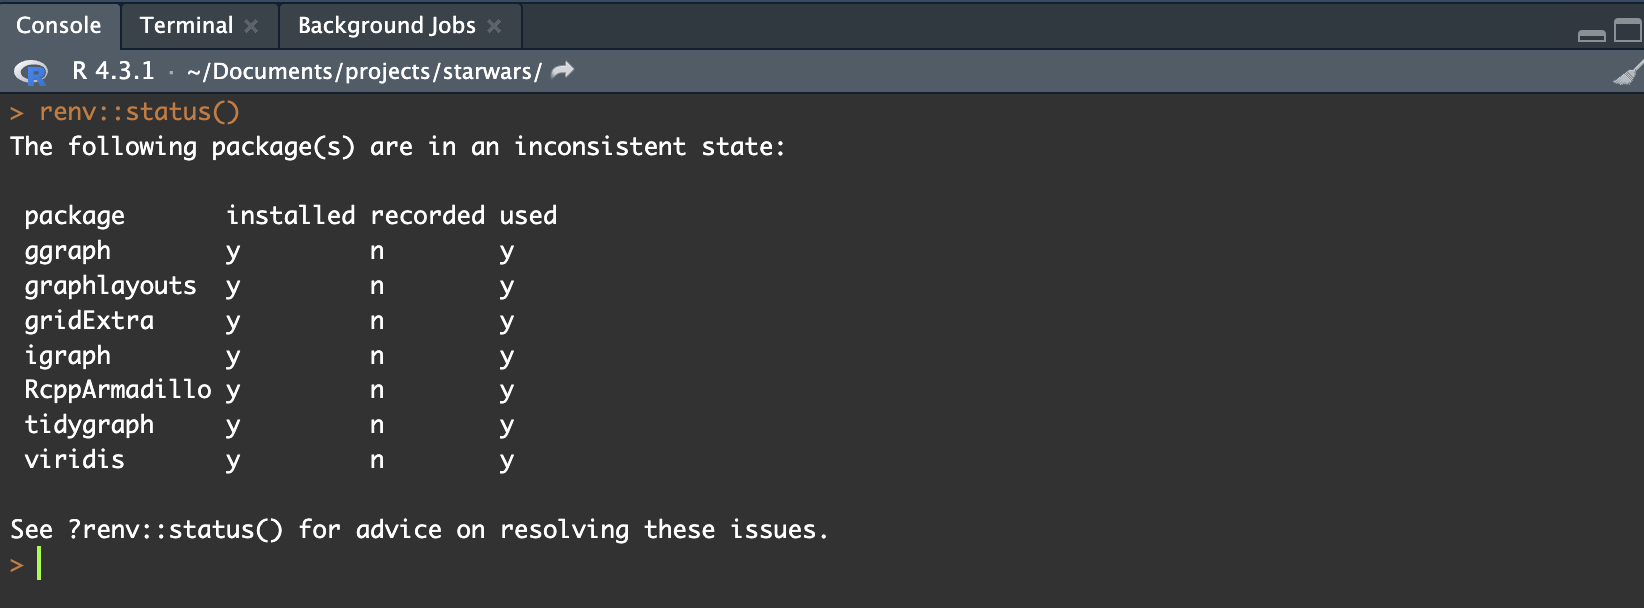 Console Terminal Background Jobs
R R 4.3.1 · ~/Documents/projects/starwars/
> renv::status()
The following package(s) are in an inconsistent state:
package installed recorded used
ggraph y n y
graphlayouts y n y
gridExtra y n y
igraph y n y
RcppArmadillo y n y
tidygraph y n y
viridis y n y
See ?renv::status() for advice on resolving these issues.
>